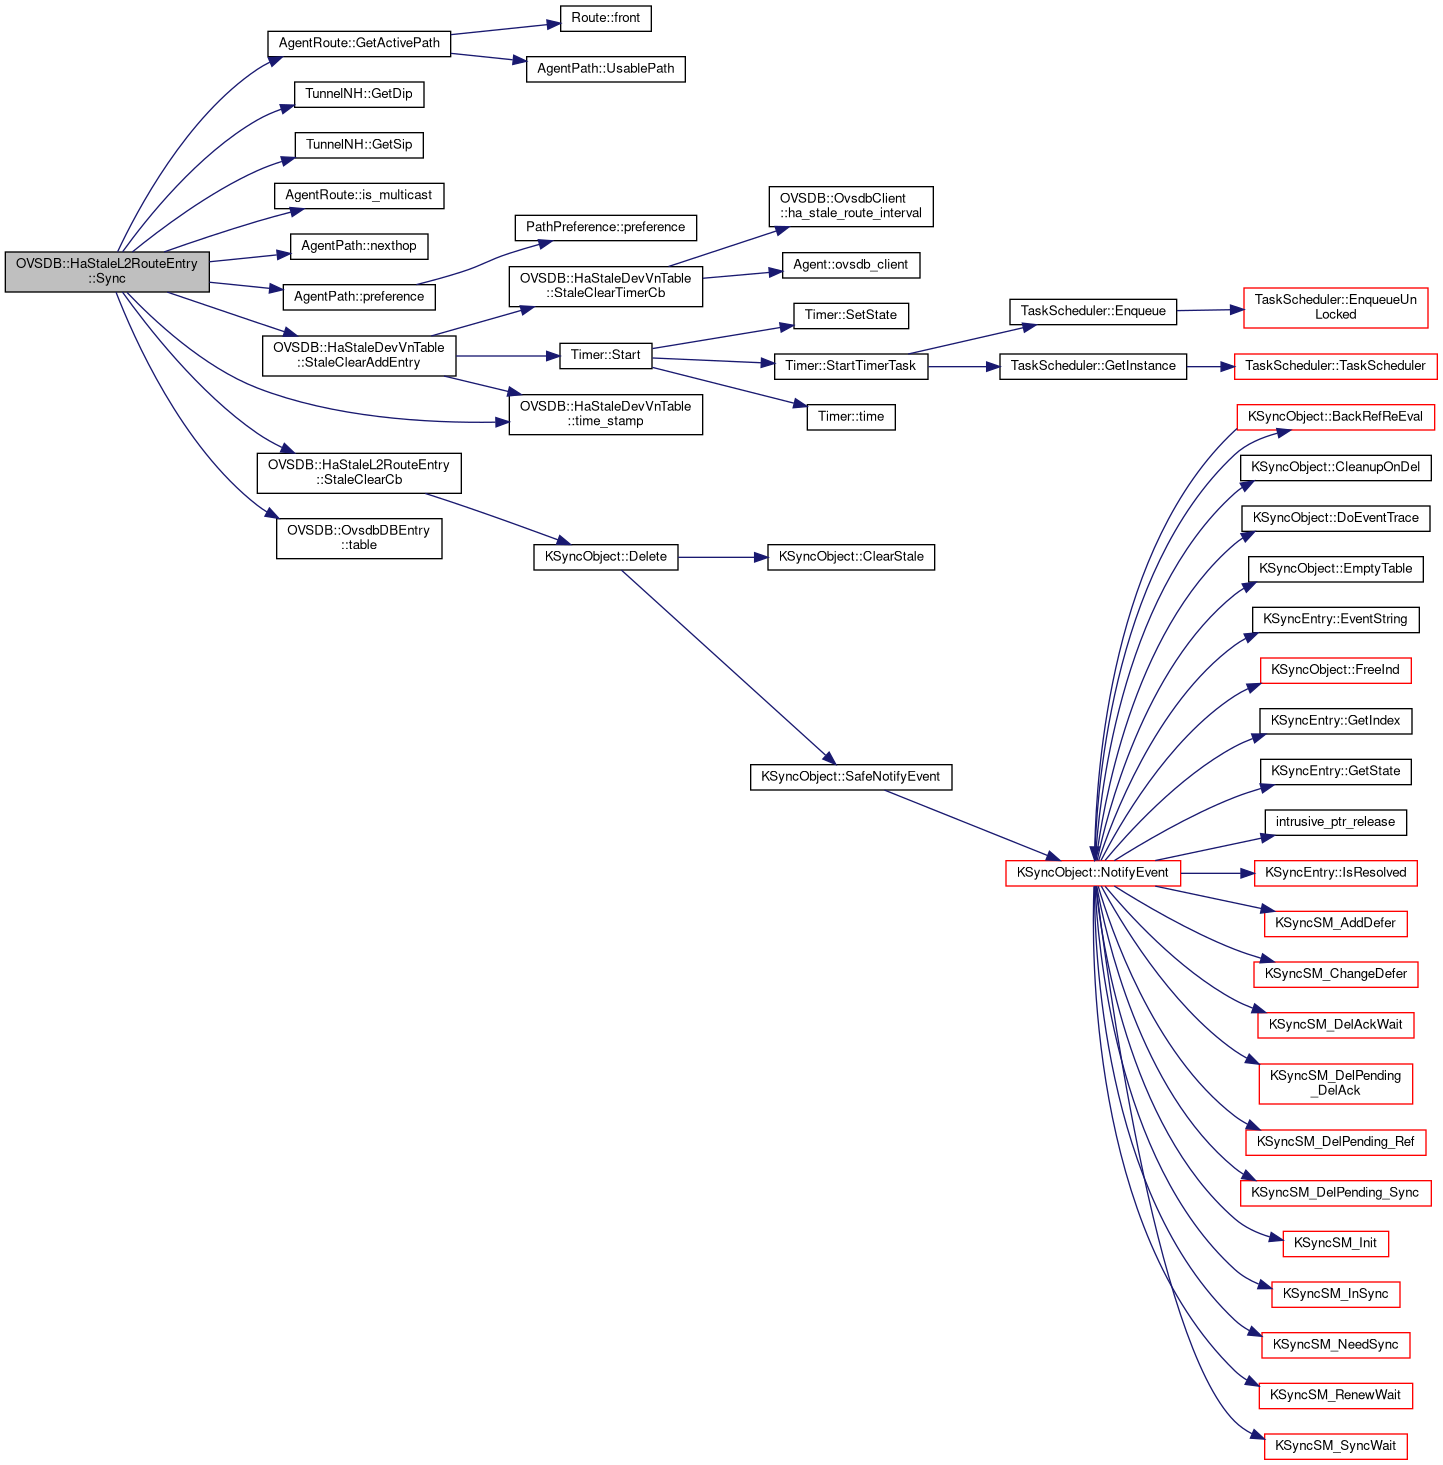 OVSDB::HaStaleL2RouteEntry
::Sync
AgentRoute::GetActivePath
Route::front
AgentPath::UsablePath
TunnelNH::GetDip
TunnelNH::GetSip
AgentRoute::is_multicast
AgentPath::nexthop
AgentPath::preference
PathPreference::preference
OVSDB::HaStaleDevVnTable
::StaleClearAddEntry
OVSDB::HaStaleDevVnTable
::StaleClearTimerCb
OVSDB::OvsdbClient
::ha_stale_route_interval
Agent::ovsdb_client
Timer::Start
Timer::SetState
Timer::StartTimerTask
TaskScheduler::Enqueue
TaskScheduler::EnqueueUn
Locked
TaskScheduler::GetInstance
TaskScheduler::TaskScheduler
Timer::time
OVSDB::HaStaleDevVnTable
::time_stamp
OVSDB::HaStaleL2RouteEntry
::StaleClearCb
OVSDB::OvsdbDBEntry
::table
KSyncObject::Delete
KSyncObject::ClearStale
KSyncObject::SafeNotifyEvent
KSyncObject::NotifyEvent
KSyncObject::BackRefReEval
KSyncObject::CleanupOnDel
KSyncObject::DoEventTrace
KSyncObject::EmptyTable
KSyncEntry::EventString
KSyncObject::FreeInd
KSyncEntry::GetIndex
KSyncEntry::GetState
intrusive_ptr_release
KSyncEntry::IsResolved
KSyncSM_AddDefer
KSyncSM_ChangeDefer
KSyncSM_DelAckWait
KSyncSM_DelPending
_DelAck
KSyncSM_DelPending_Ref
KSyncSM_DelPending_Sync
KSyncSM_Init
KSyncSM_InSync
KSyncSM_NeedSync
KSyncSM_RenewWait
KSyncSM_SyncWait